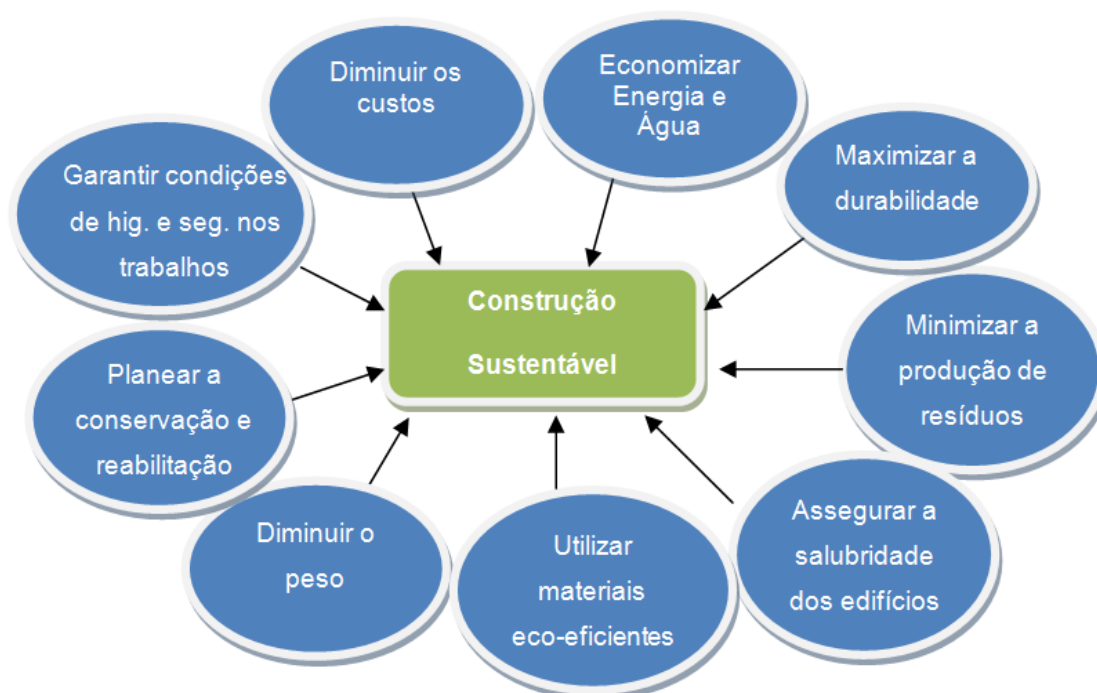 Diminuir os
custos
Economizar
Energia e
Água
Maximizar a
durabilidade
Garantir condições
de hig. e seg. nos
trabalhos
Construção
Sustentável
Minimizar a
produção de
resíduos
Planear a
conservação e
reabilitação
Diminuir o
peso
Utilizar
materiais
eco-eficientes
Assegurar a
salubridade
dos edifícios